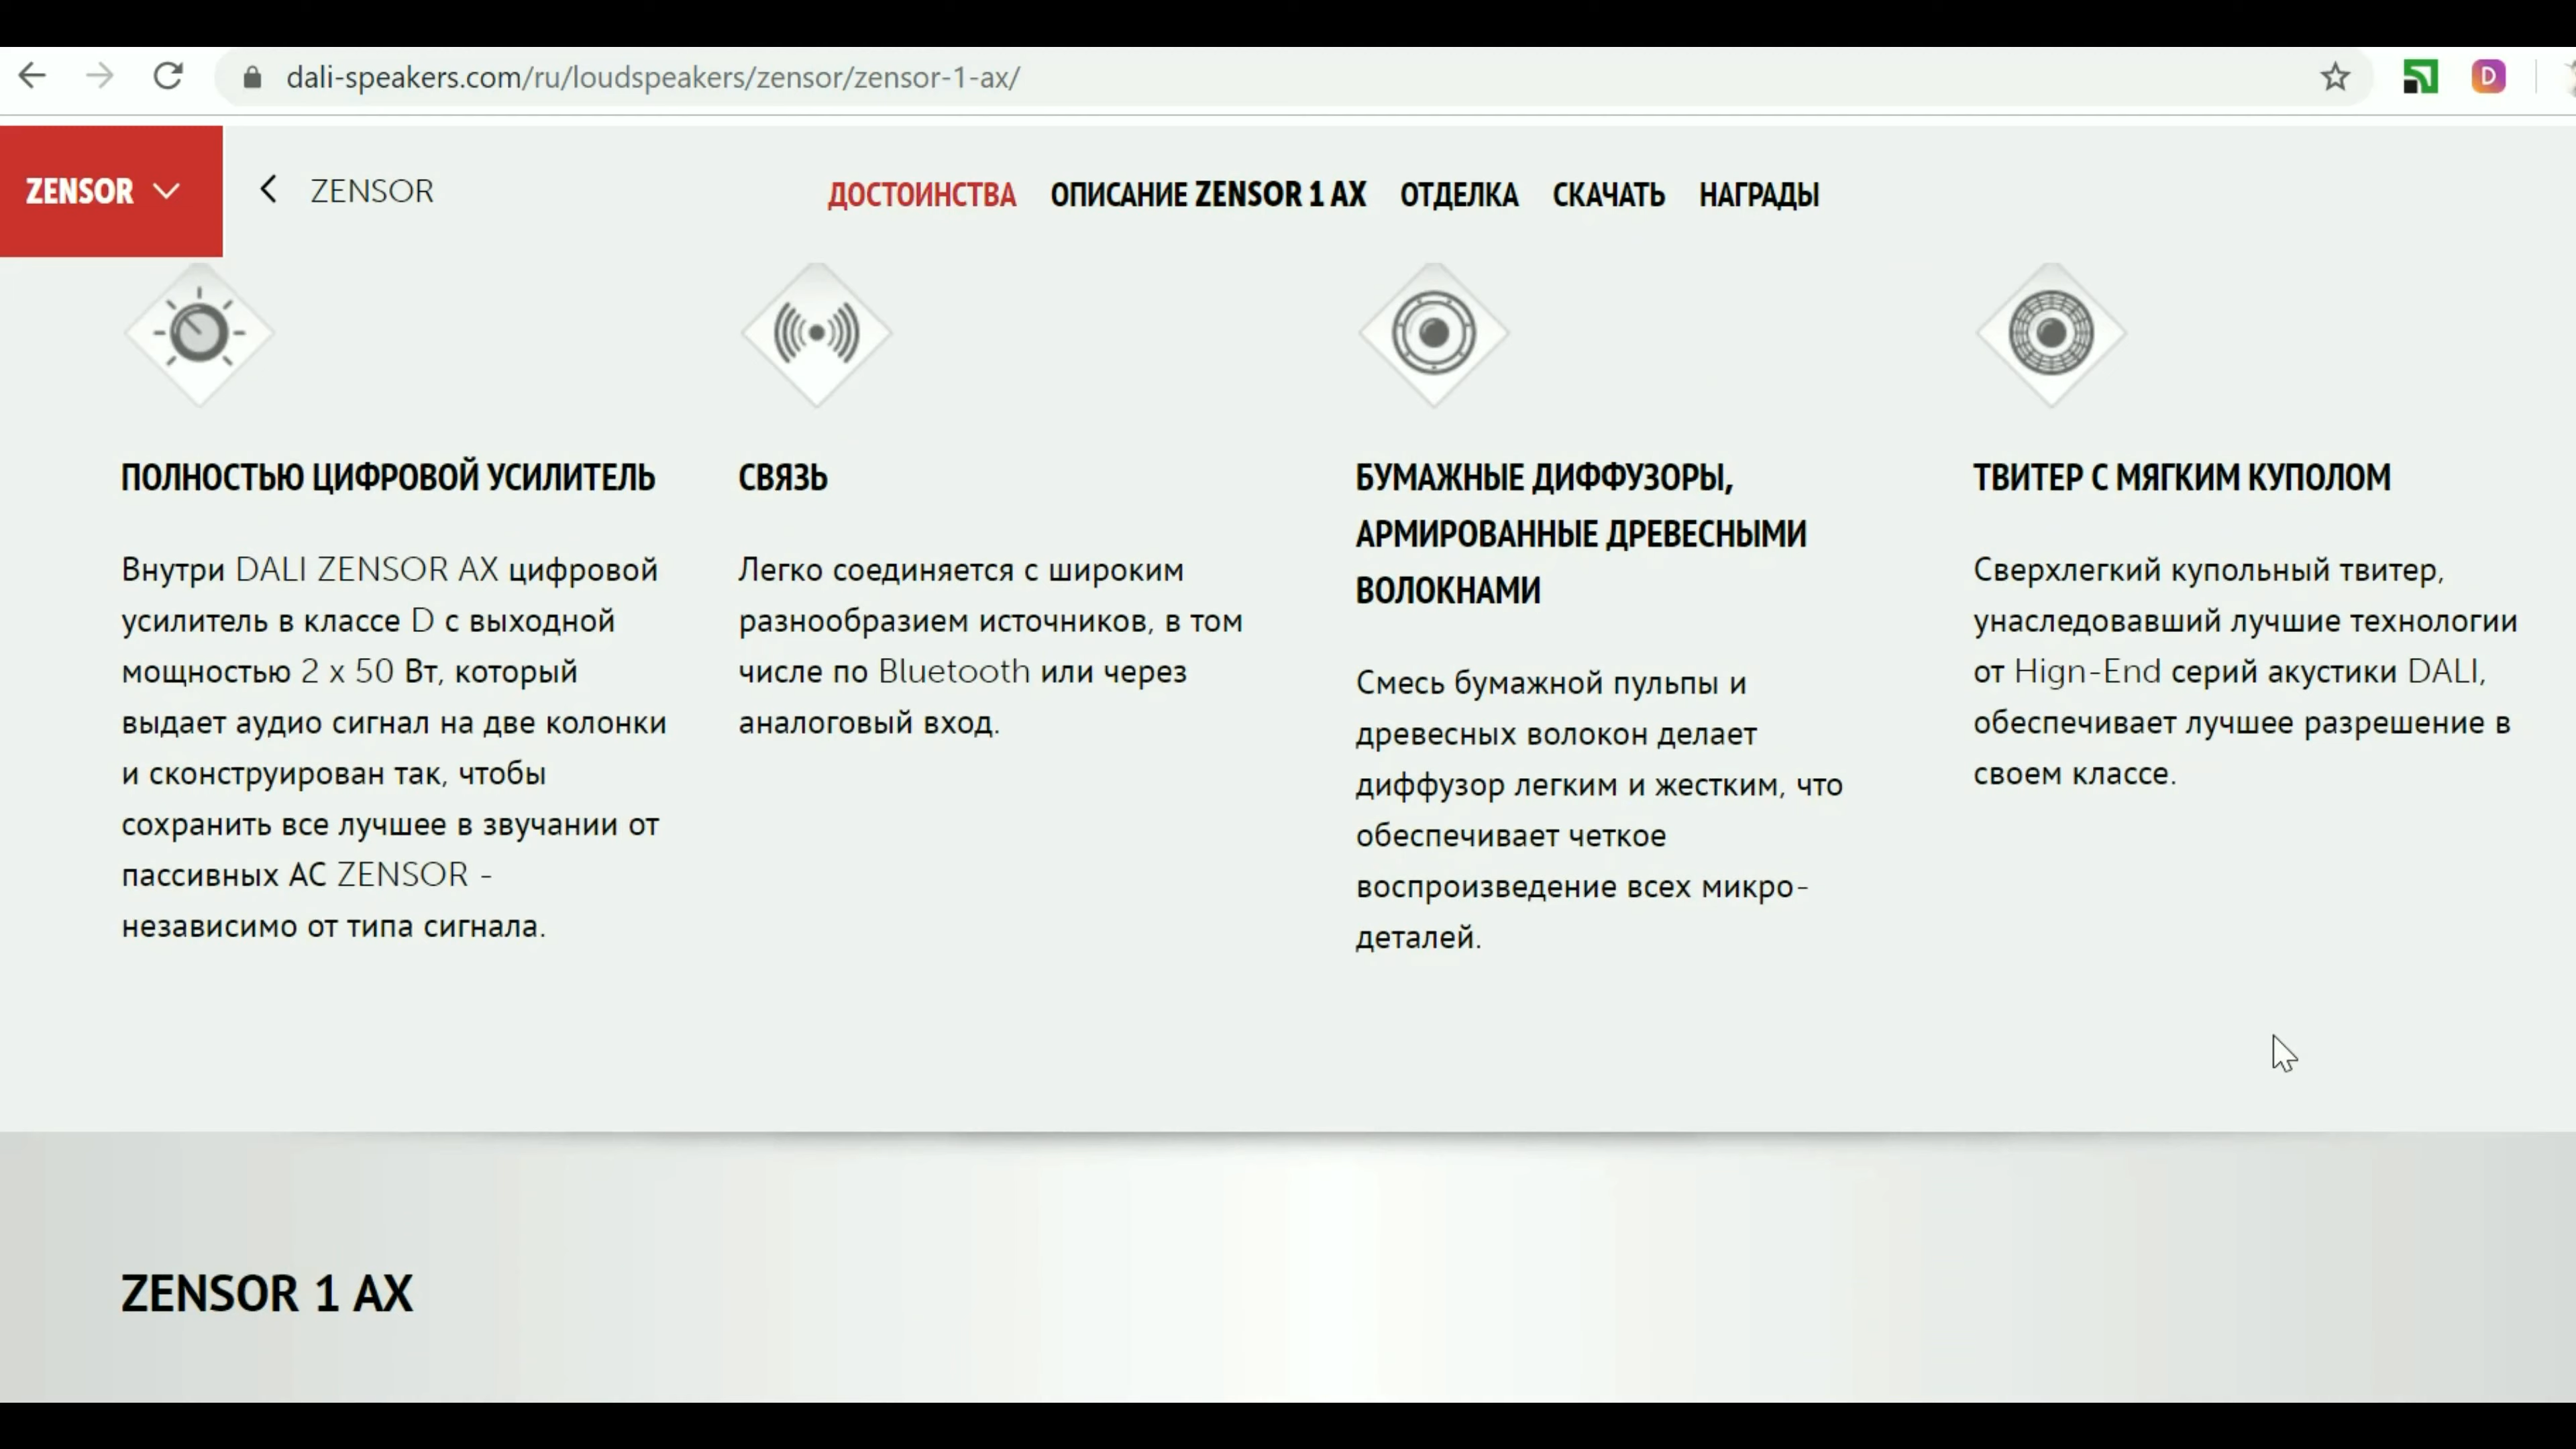 dali-speakers.com/ru/loudspeakers/zensor/zensor-1-ax/
D
ZENSOR
ZENSOR
ДОСТОИНСТВА
ОПИСАНИЕ ZENSOR 1 AX
ОТДЕЛКА
СКАЧАТЬ
НАГРАДЫ
ПОЛНОСТЬЮ ЦИФРОВОЙ УСИЛИТЕЛЬ
Внутри DALI ZENSOR AX цифровой
усилитель в классе D с выходной
мощностью 2 x 50 Вт, который
выдает аудио сигнал на две колонки
и сконструирован так, чтобы
сохранить все лучшее в звучании от
пассивных АС ZENSOR -
независимо от типа сигнала.
СВЯЗЬ
Легко соединяется с широким
разнообразием источников, в том
числе по Bluetooth или через
аналоговый вход.
БУМАЖНЫЕ ДИФФУЗОРЫ,
АРМИРОВАННЫЕ ДРЕВЕСНЫМИ
ВОЛОКНАМИ
Смесь бумажной пульпы и
древесных волокон делает
диффузор легким и жестким, что
обеспечивает четкое
воспроизведение всех микро-
деталей.
ТВИТЕР С МЯГКИМ КУПОЛОМ
Сверхлегкий купольный твитер,
унаследовавший лучшие технологии
от Hign-End серий акустики DALI,
обеспечивает лучшее разрешение в
своем классе.
ZENSOR 1 AX